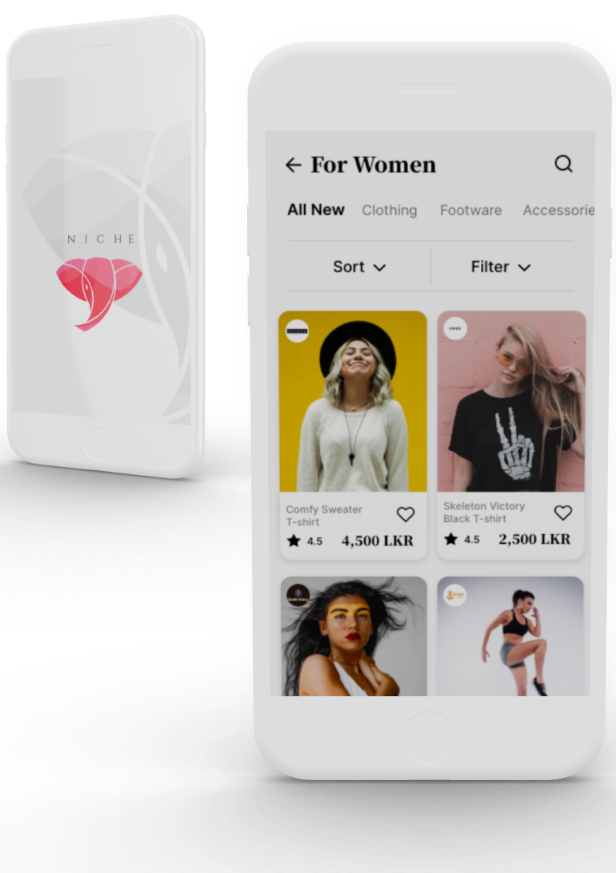 NICHE
← For Women
All New Clothing Footware Accessorie
Sort Filter
Comfy Sweater
T-shirt
4.5 4,500 LKR
Skeleton Victory
Black T-shirt
4.5 2,500 LKR